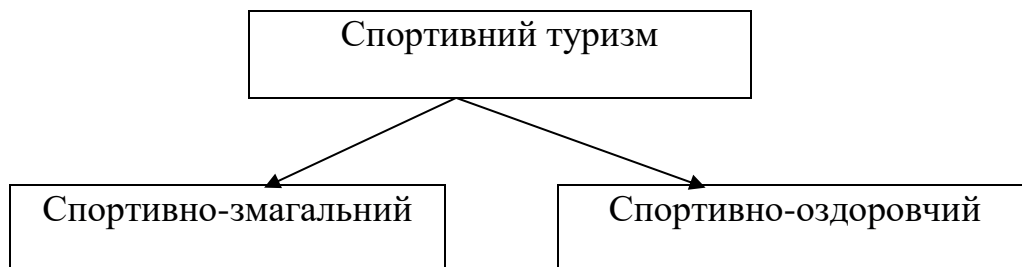 Спортивний туризм
Спортивно-змагальний
Спортивно-оздоровчий